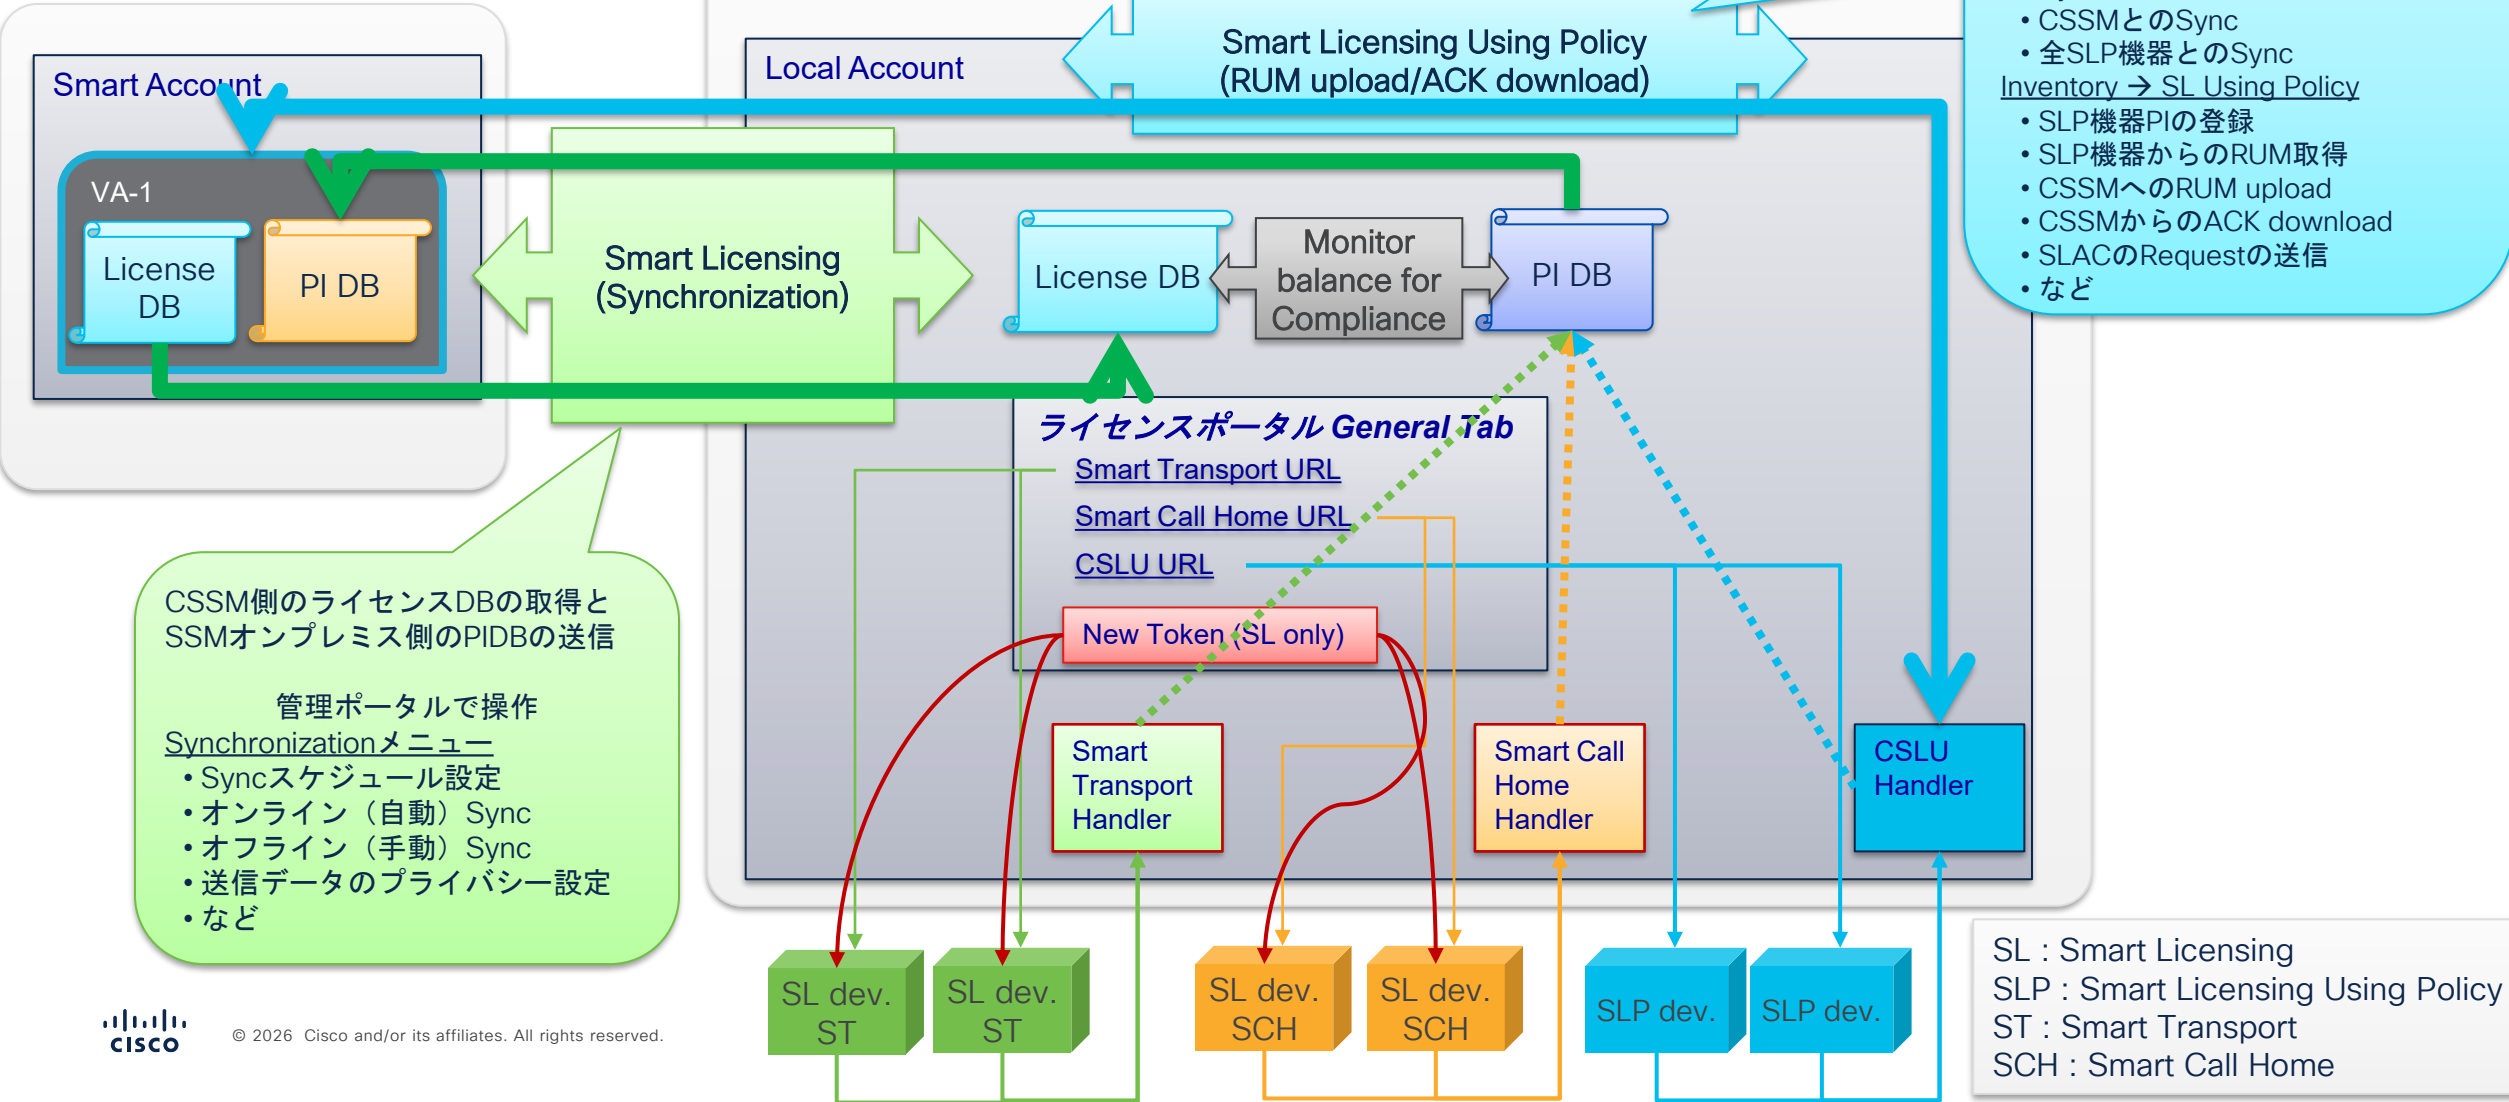 • CSSMとのSync
• 全SLP機器とのSync
Inventory → SL Using Policy
• SLP機器PIの登録
• SLP機器からのRUM取得
• CSSMへのRUM upload
• CSSMからのACK download
• SLACのRequestの送信
• など
Smart Licensing Using Policy
(RUM upload/ACK download)
Smart Account
Local Account
VA-1
License
DB
PI DB
Smart Licensing
(Synchronization)
License DB
Monitor
balance for
Compliance
PI DB
ライセンスポータル General Tab
Smart Transport URL
Smart Call Home URL
CSLU URL
New Token (SL only)
CSSM側のライセンスDBの取得と
SSMオンプレミス側のPIDBの送信
管理ポータルで操作
Synchronizationメニュー
• Syncスケジュール設定
• オンライン（自動）Sync
• オフライン（手動）Sync
• 送信データのプライバシー設定
• など
Smart
Transport
Handler
Smart Call
Home
Handler
CSLU
Handler
SL dev.
ST
SL dev.
ST
SL dev.
SCH
SL dev.
SCH
SLP dev.
SLP dev.
SL : Smart Licensing
SLP : Smart Licensing Using Policy
ST : Smart Transport
SCH : Smart Call Home
CISCO
© 2026 Cisco and/or its affiliates. All rights reserved.